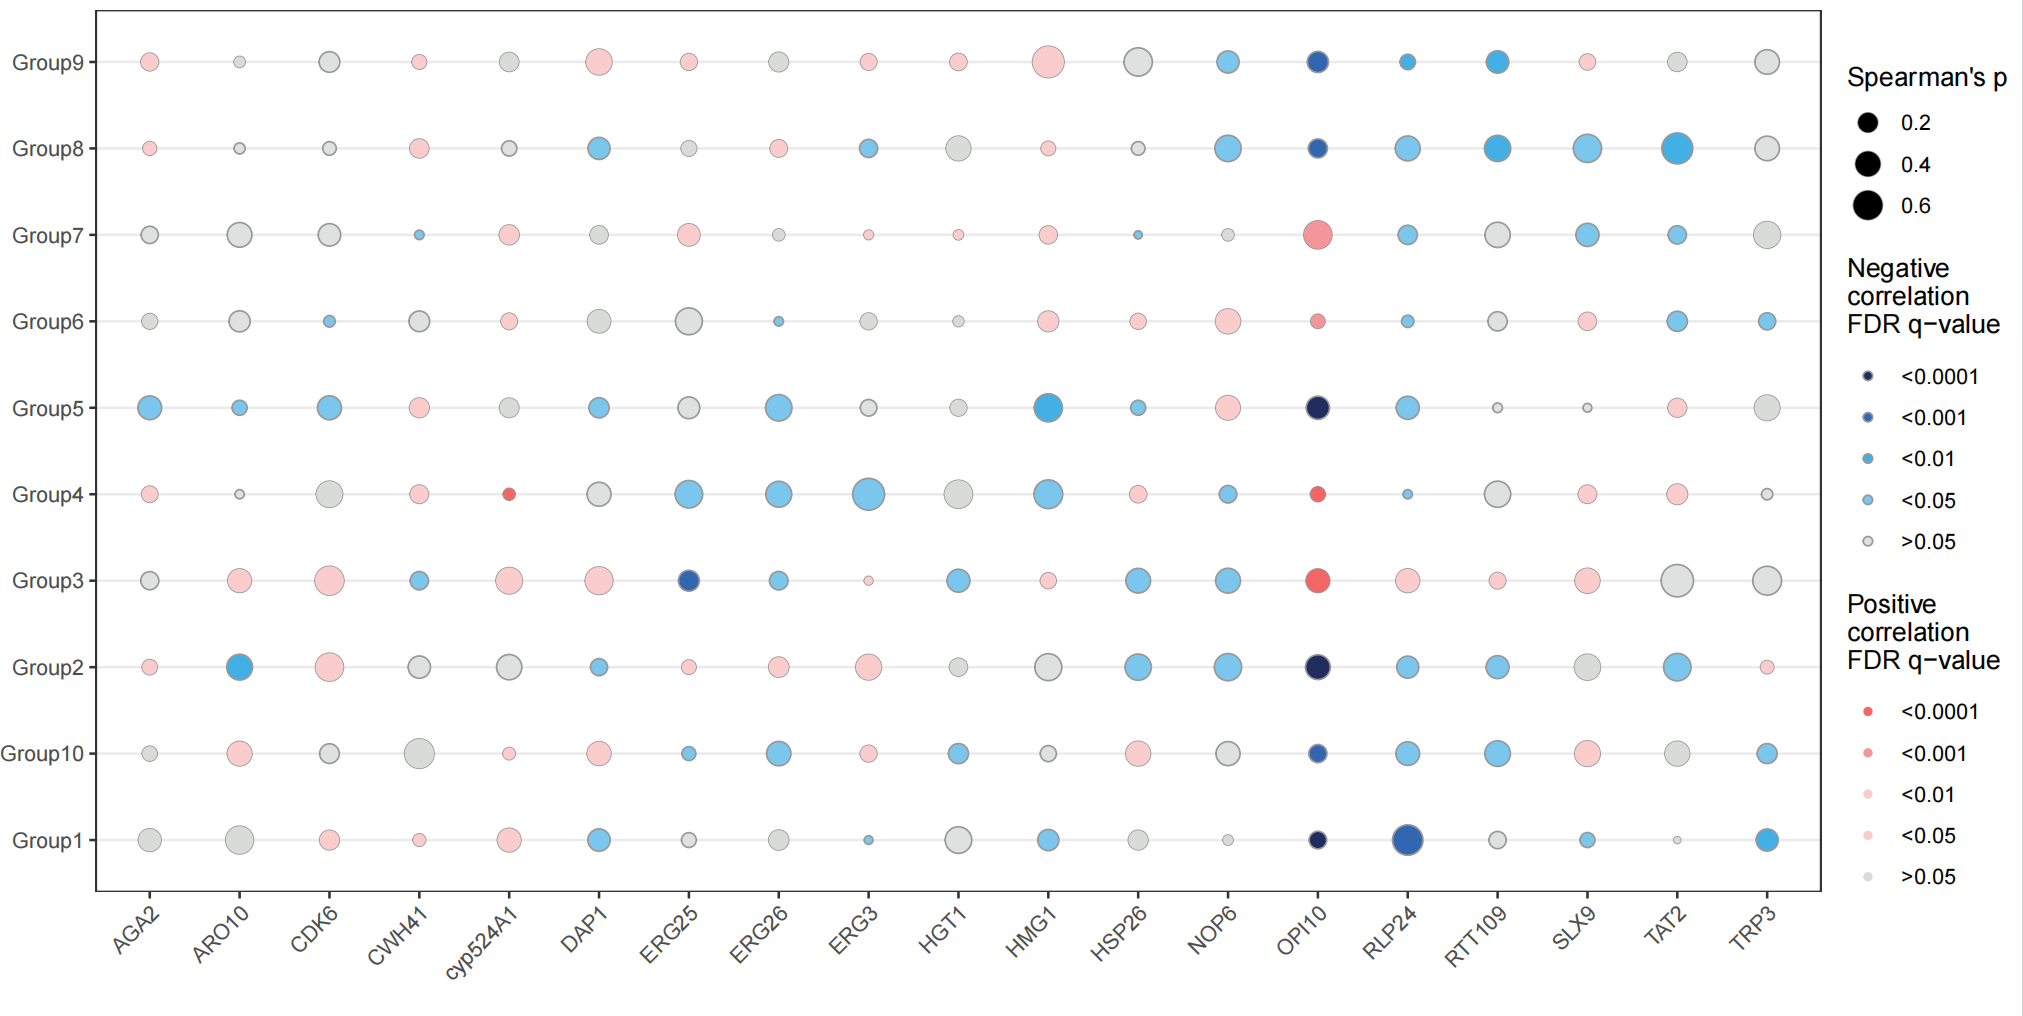 Group9
Group8
Group7
Group6
Group5
Group4
Group3
Group2
Group10
Group1
AGA2
ARO10
CDK6
CWH41
cyp524A1
DAP1
ERG25
ERG26
ERG3
HGT1
HMG1
HSP26
NOP6
OPI10
RLP24
RTT109
SLX9
TAT2
TRP3
Spearman's p
0.2
0.4
0.6
Negative
correlation
FDR q−value
<0.0001
<0.001
<0.01
<0.05
>0.05
Positive
correlation
FDR q−value
<0.0001
<0.001
<0.01
<0.05
>0.05